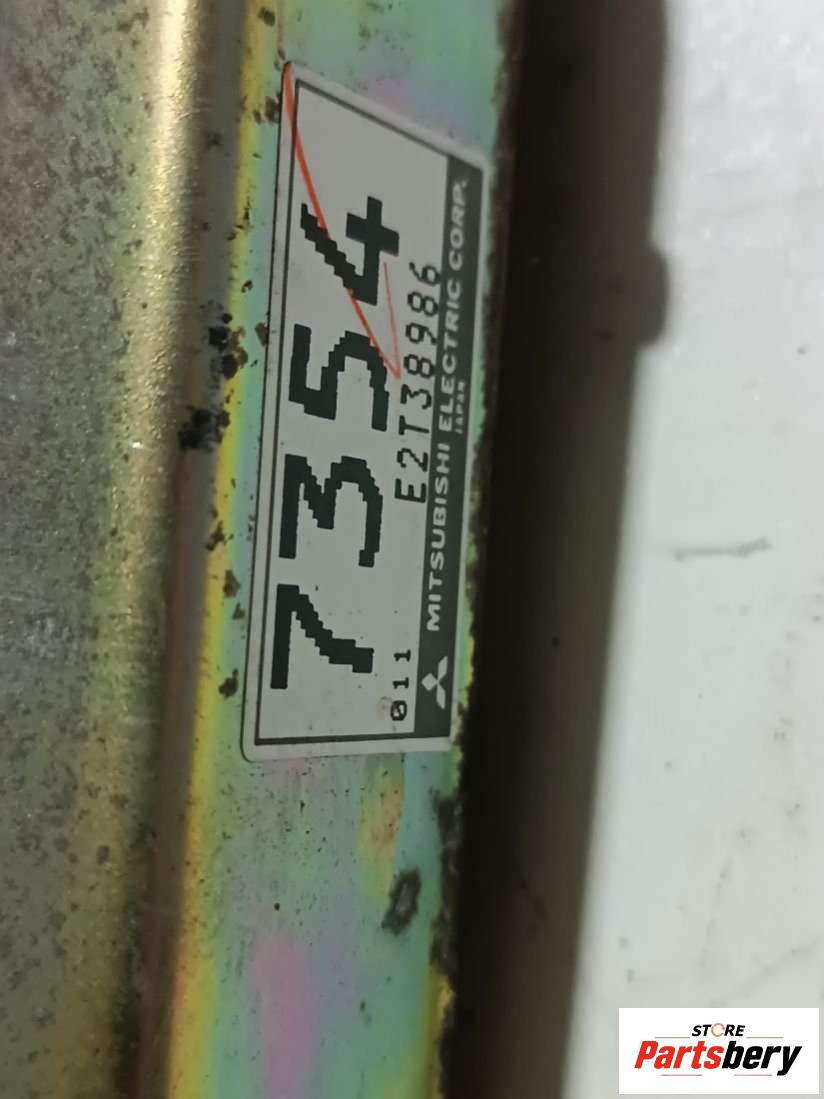 7354
011 E2T38986
MITSUBISHI ELECTRIC CORP.
JAPAN
STORE
Partsbery